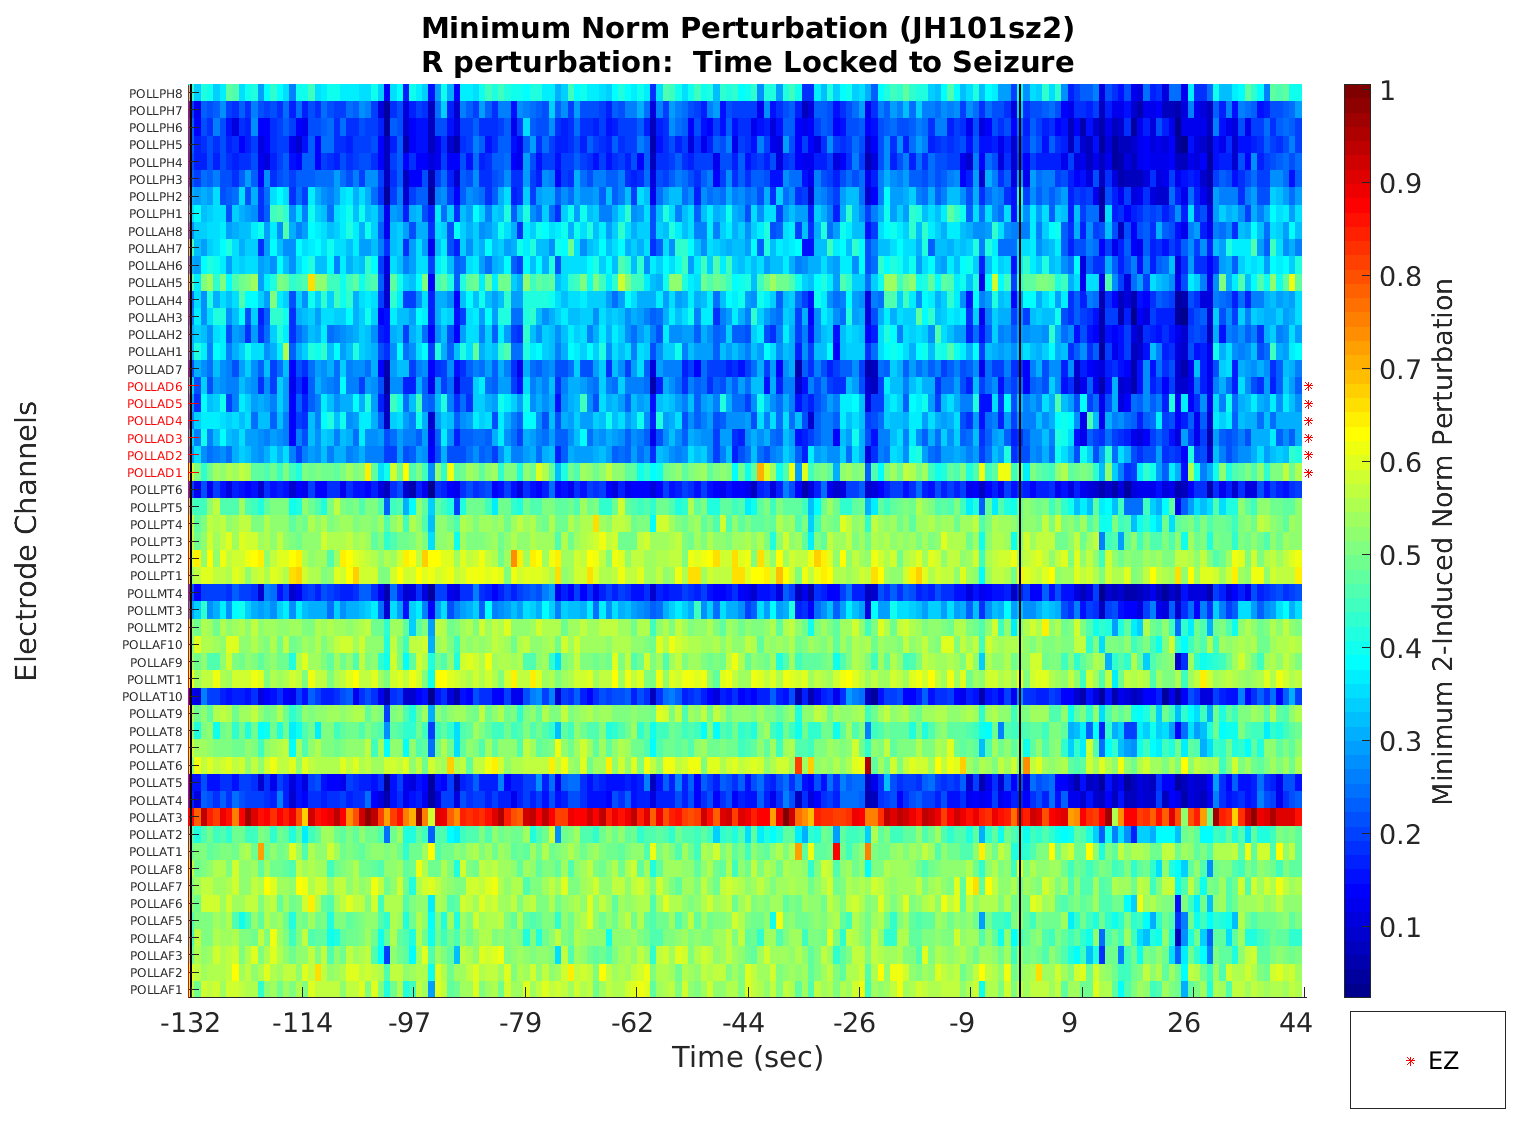 Minimum Norm Perturbation (JH101sz2)
R perturbation:  Time Locked to Seizure
Electrode Channels
POLLPH8
POLLPH7
POLLPH6
POLLPH5
POLLPH4
POLLPH3
POLLPH2
POLLPH1
POLLAH8
POLLAH7
POLLAH6
POLLAH5
POLLAH4
POLLAH3
POLLAH2
POLLAH1
POLLAD7
POLLAD6
POLLAD5
POLLAD4
POLLAD3
POLLAD2
POLLAD1
POLLPT6
POLLPT5
POLLPT4
POLLPT3
POLLPT2
POLLPT1
POLLMT4
POLLMT3
POLLMT2
POLLAF10
POLLAF9
POLLMT1
POLLAT10
POLLAT9
POLLAT8
POLLAT7
POLLAT6
POLLAT5
POLLAT4
POLLAT3
POLLAT2
POLLAT1
POLLAF8
POLLAF7
POLLAF6
POLLAF5
POLLAF4
POLLAF3
POLLAF2
POLLAF1
-132 -114 -97 -79 -62 -44 -26 -9 9 26 44
Time (sec)
1
0.9
0.8
0.7
0.6
0.5
0.4
0.3
0.2
0.1
Minimum 2-Induced Norm Perturbation
EZ